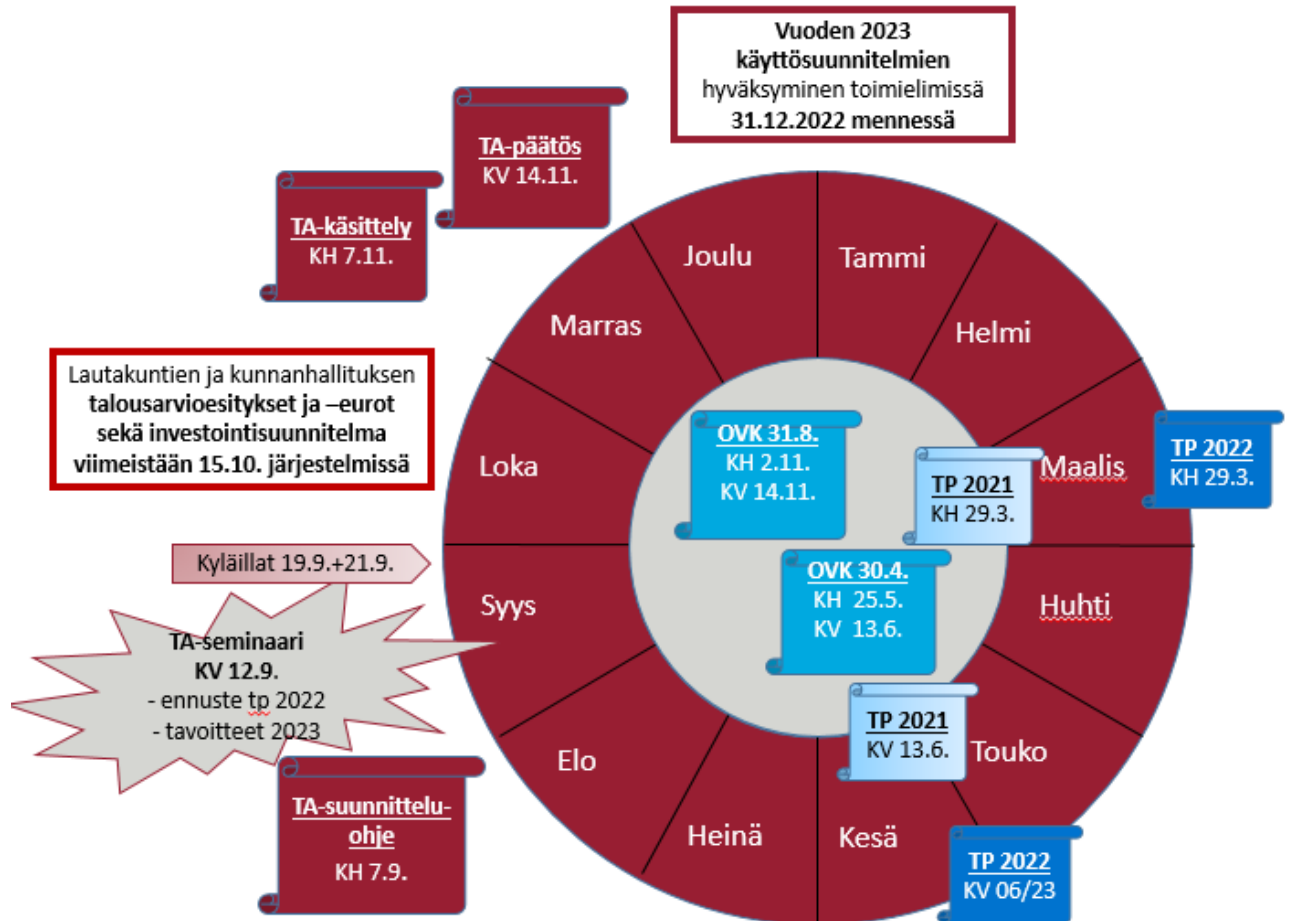 Vuoden 2023
käyttösuunnitelmien
hyväksyminen toimielimissä
31.12.2022 mennessä
TA-päätös
KV 14.11.
TA-käsittely
KH 7.11.
Joulu
Tammi
Marras
Helmi
Lautakuntien ja kunnanhallituksen
talousarvioesitykset ja –eurot
sekä investointisuunnitelma
viimeistään 15.10. järjestelmissä
Loka
OVK 31.8.
KH 2.11.
KV 14.11.
TP 2021
KH 29.3.
Maalis
TP 2022
KH 29.3.
Kyläillat 19.9.+21.9.
Syys
OVK 30.4.
KH 25.5.
KV 13.6.
Huhti
TA-seminaari
KV 12.9.
- ennuste tp 2022
- tavoitteet 2023
TP 2021
KV 13.6.
Touko
Elo
TA-suunnittelu-
ohje
KH 7.9.
Heinä
Kesä
TP 2022
KV 06/23